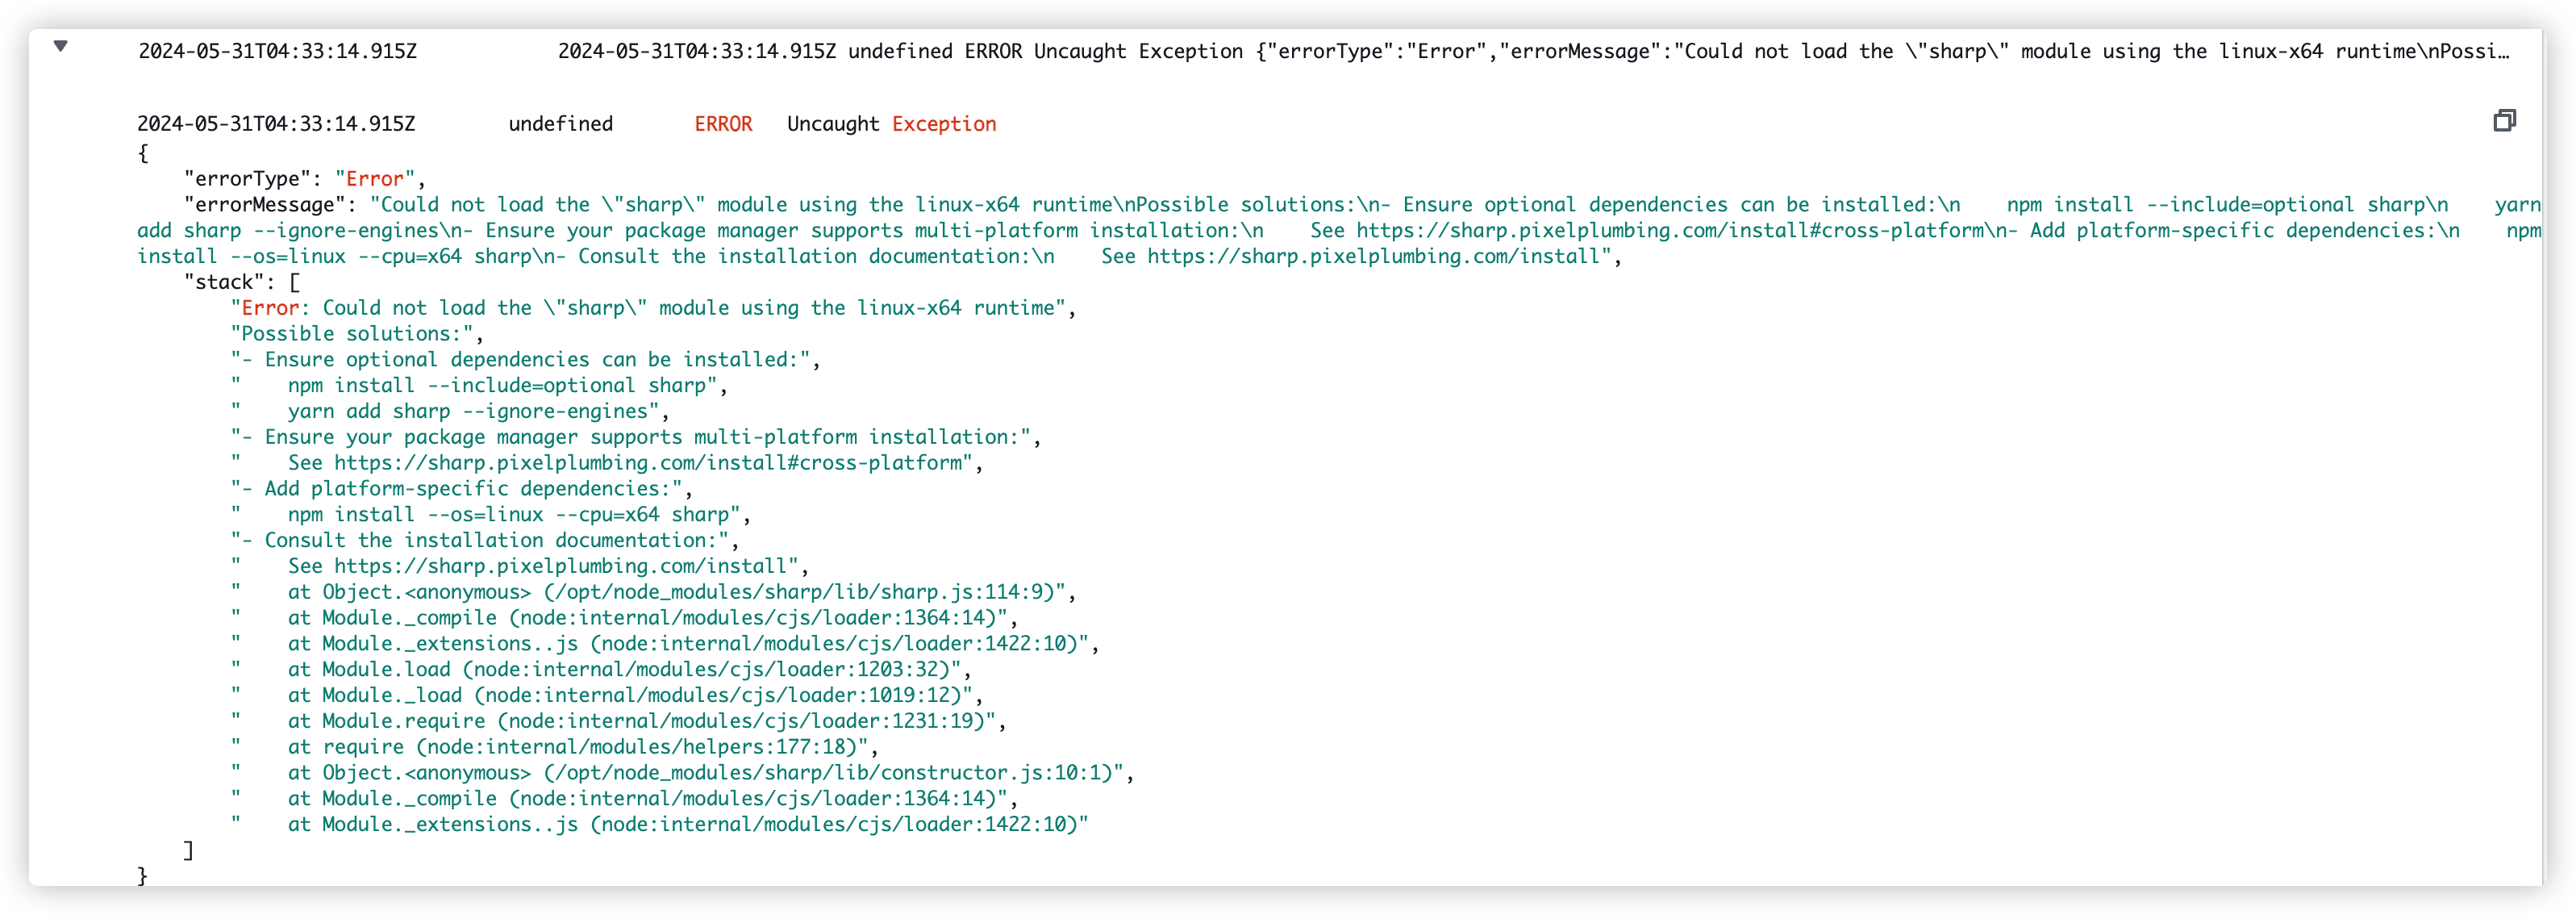 2024-05-31T04:33:14.915Z 2024-05-31T04:33:14.915Z undefined ERROR Uncaught Exception {"errorType":"Error","errorMessage":"Could not load the \"sharp\" module using the linux-x64 runtime\nPossi…
2024-05-31T04:33:14.915Z undefined ERROR Uncaught Exception
{
    "errorType": "Error",
    "errorMessage": "Could not load the \"sharp\" module using the linux-x64 runtime\nPossible solutions:\n- Ensure optional dependencies can be installed:\n    npm install --include=optional sharp\n    yarn
add sharp --ignore-engines\n- Ensure your package manager supports multi-platform installation:\n    See https://sharp.pixelplumbing.com/install#cross-platform\n- Add platform-specific dependencies:\n    npm
install --os=linux --cpu=x64 sharp\n- Consult the installation documentation:\n    See https://sharp.pixelplumbing.com/install",
    "stack": [
        "Error: Could not load the \"sharp\" module using the linux-x64 runtime",
        "Possible solutions:",
        "- Ensure optional dependencies can be installed:",
        "    npm install --include=optional sharp",
        "    yarn add sharp --ignore-engines",
        "- Ensure your package manager supports multi-platform installation:",
        "    See https://sharp.pixelplumbing.com/install#cross-platform",
        "- Add platform-specific dependencies:",
        "    npm install --os=linux --cpu=x64 sharp",
        "- Consult the installation documentation:",
        "    See https://sharp.pixelplumbing.com/install",
        "    at Object.<anonymous> (/opt/node_modules/sharp/lib/sharp.js:114:9)",
        "    at Module._compile (node:internal/modules/cjs/loader:1364:14)",
        "    at Module._extensions..js (node:internal/modules/cjs/loader:1422:10)",
        "    at Module.load (node:internal/modules/cjs/loader:1203:32)",
        "    at Module._load (node:internal/modules/cjs/loader:1019:12)",
        "    at Module.require (node:internal/modules/cjs/loader:1231:19)",
        "    at require (node:internal/modules/helpers:177:18)",
        "    at Object.<anonymous> (/opt/node_modules/sharp/lib/constructor.js:10:1)",
        "    at Module._compile (node:internal/modules/cjs/loader:1364:14)",
        "    at Module._extensions..js (node:internal/modules/cjs/loader:1422:10)"
    ]
}